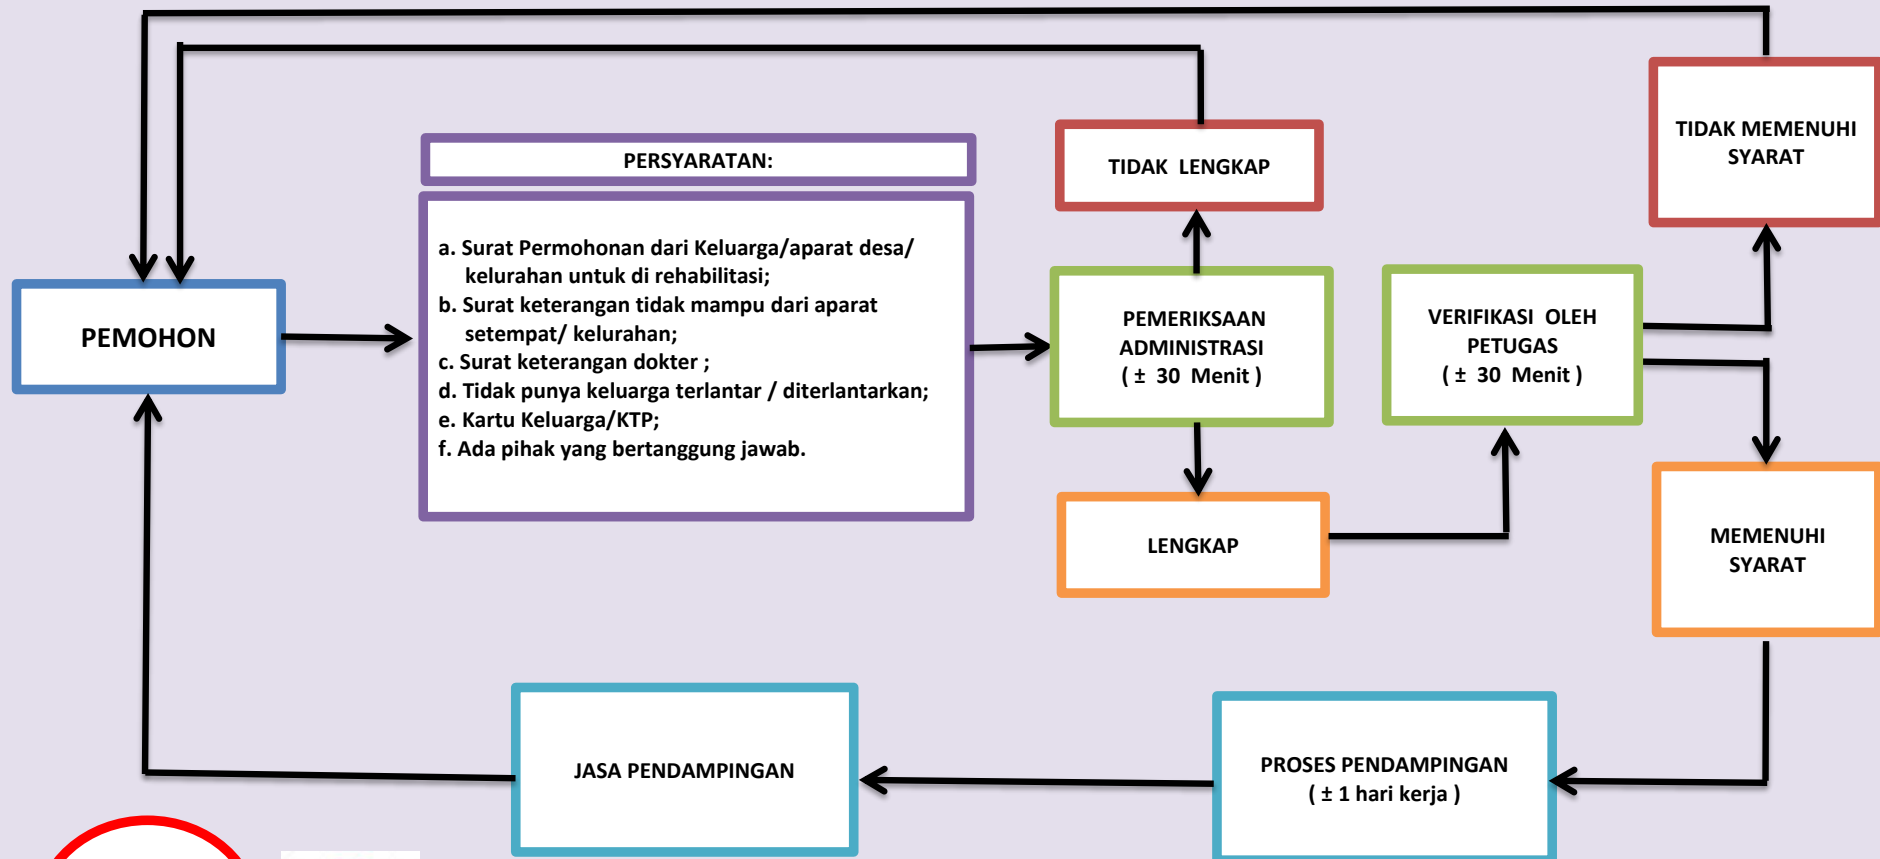 PEMOHON
PERSYARATAN:
a. Surat Permohonan dari Keluarga/aparat desa/
kelurahan untuk di rehabilitasi;
b. Surat keterangan tidak mampu dari aparat
setempat/ kelurahan;
c. Surat keterangan dokter ;
d. Tidak punya keluarga terlantar / diterlantarkan;
e. Kartu Keluarga/KTP;
f. Ada pihak yang bertanggung jawab.
TIDAK LENGKAP
PEMERIKSAAN
ADMINISTRASI
( ± 30 Menit )
LENGKAP
VERIFIKASI OLEH
PETUGAS
( ± 30 Menit )
TIDAK MEMENUHI
SYARAT
MEMENUHI
SYARAT
PROSES PENDAMPINGAN
( ± 1 hari kerja )
JASA PENDAMPINGAN